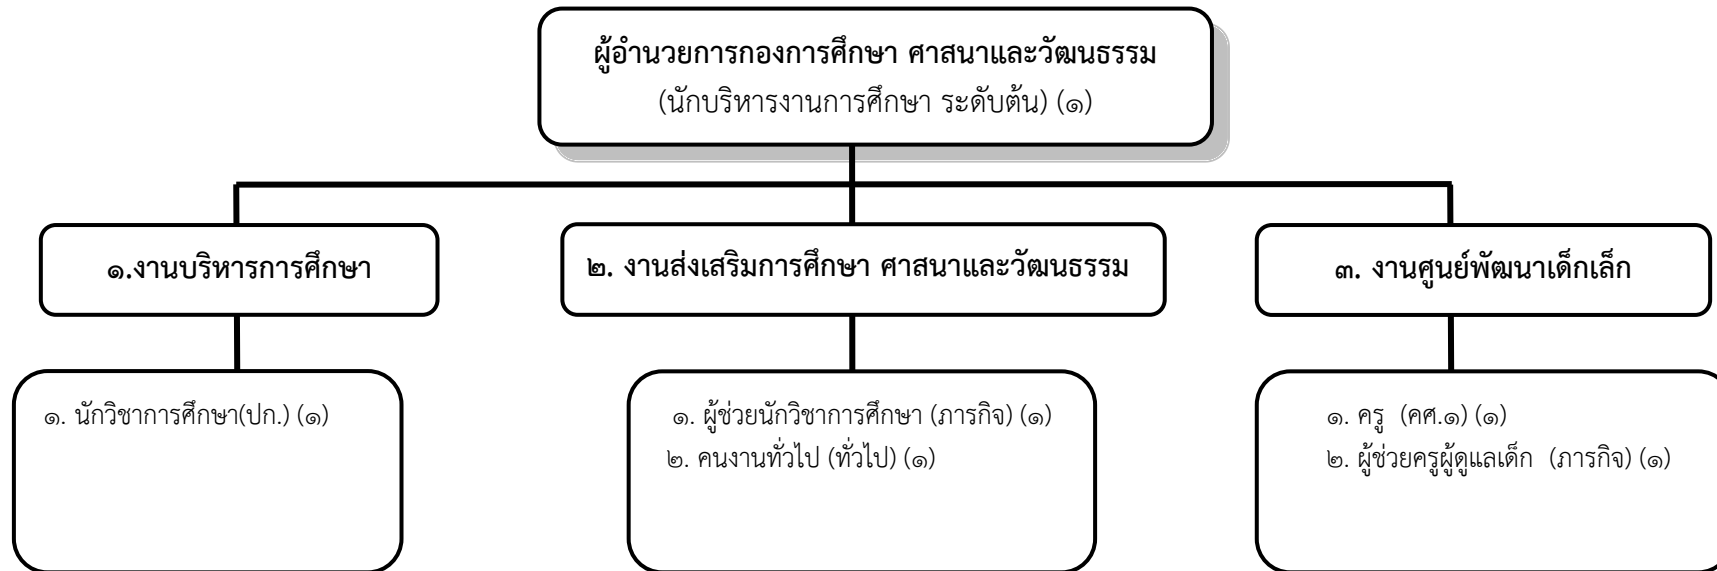 ผู้อำนวยการกองการศึกษา ศาสนาและวัฒนธรรม
(นักบริหารงานการศึกษา ระดับต้น) (๑)
๑.งานบริหารการศึกษา
๒. งานส่งเสริมการศึกษา ศาสนาและวัฒนธรรม
๓. งานศูนย์พัฒนาเด็กเล็ก
๑. นักวิชาการศึกษา(ปก.) (๑)
๑. ผู้ช่วยนักวิชาการศึกษา (ภารกิจ) (๑)
๒. คนงานทั่วไป (ทั่วไป) (๑)
๑. ครู (คศ.๑) (๑)
๒. ผู้ช่วยครูผู้ดูแลเด็ก (ภารกิจ) (๑)